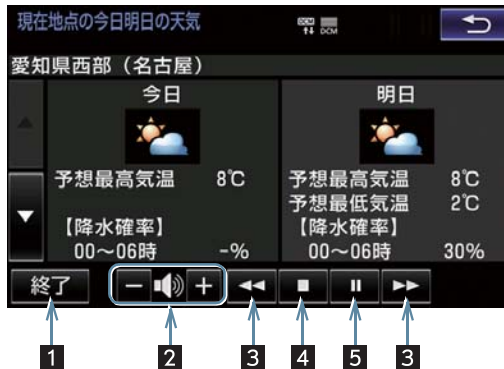 現在地点の今日明日の天気
DCM
DCM
愛知県西部（名古屋）
今日
予想最高気温 8℃
【降水確率】
00～06時 -%
明日
予想最高気温 8℃
予想最低気温 2℃
【降水確率】
00～06時 30%
終了
1 2 3 4 5 3